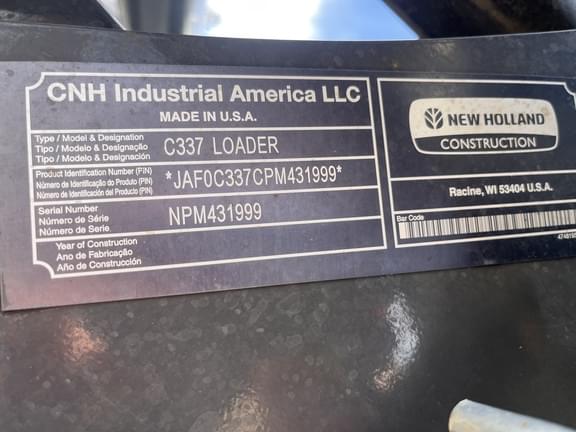 CNH Industrial America LLC
MADE IN U.S.A.
Type / Model & Designation
Tipo / Modelo & Designação
Tipo / Modelo & Designación
C337 LOADER
Product Identification Number (PIN)
Número de Identificação do Produto (PIN)
Número de Identificación del Producto (PIN)
*JAF0C337CPM431999*
Serial Number
Número de Série
Número de Serie
NPM431999
Year of Construction
Ano de Fabricação
Año de Construcción
NEW HOLLAND
CONSTRUCTION
Racine, WI 53404 U.S.A.
Bar Code